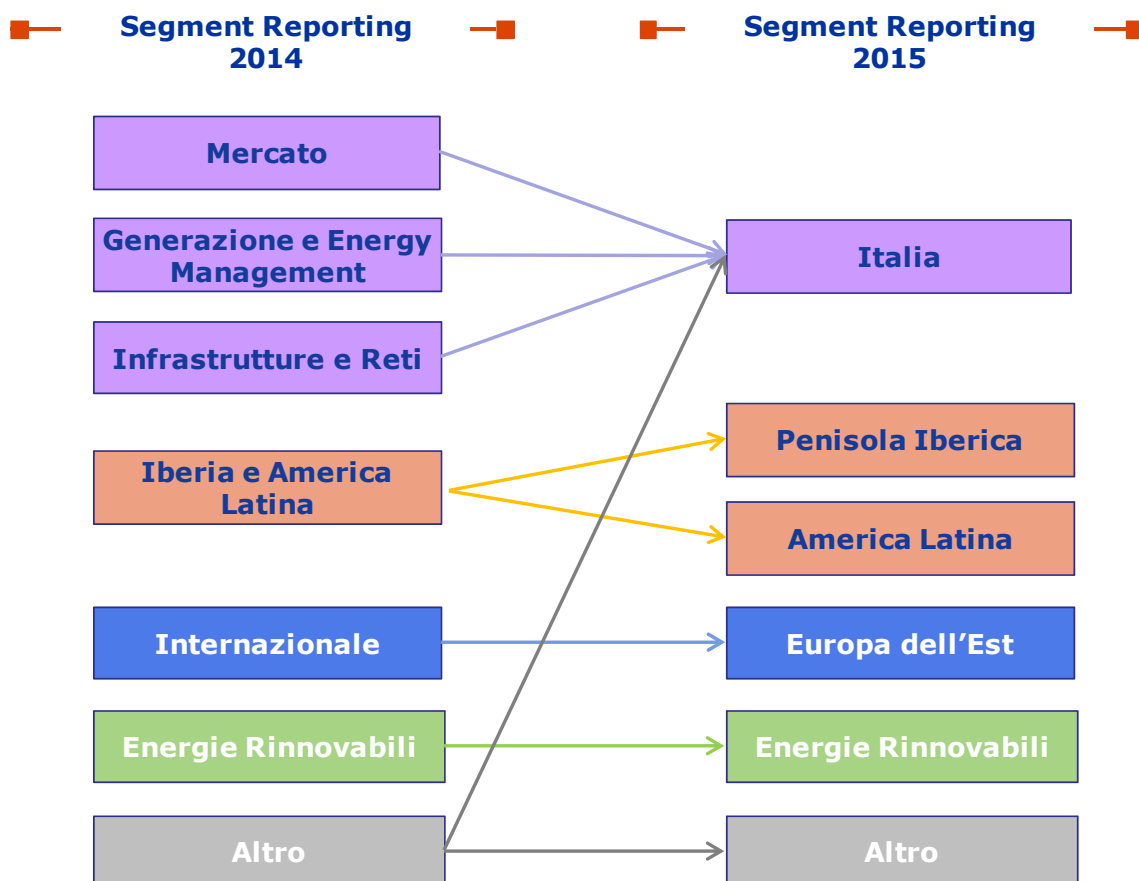 Segment Reporting
2014
Segment Reporting
2015
Mercato
Generazione e Energy
Management
Infrastrutture e Reti
Iberia e America
Latina
Internazionale
Energie Rinnovabili
Altro
Italia
Penisola Iberica
America Latina
Europa dell’Est
Energie Rinnovabili
Altro